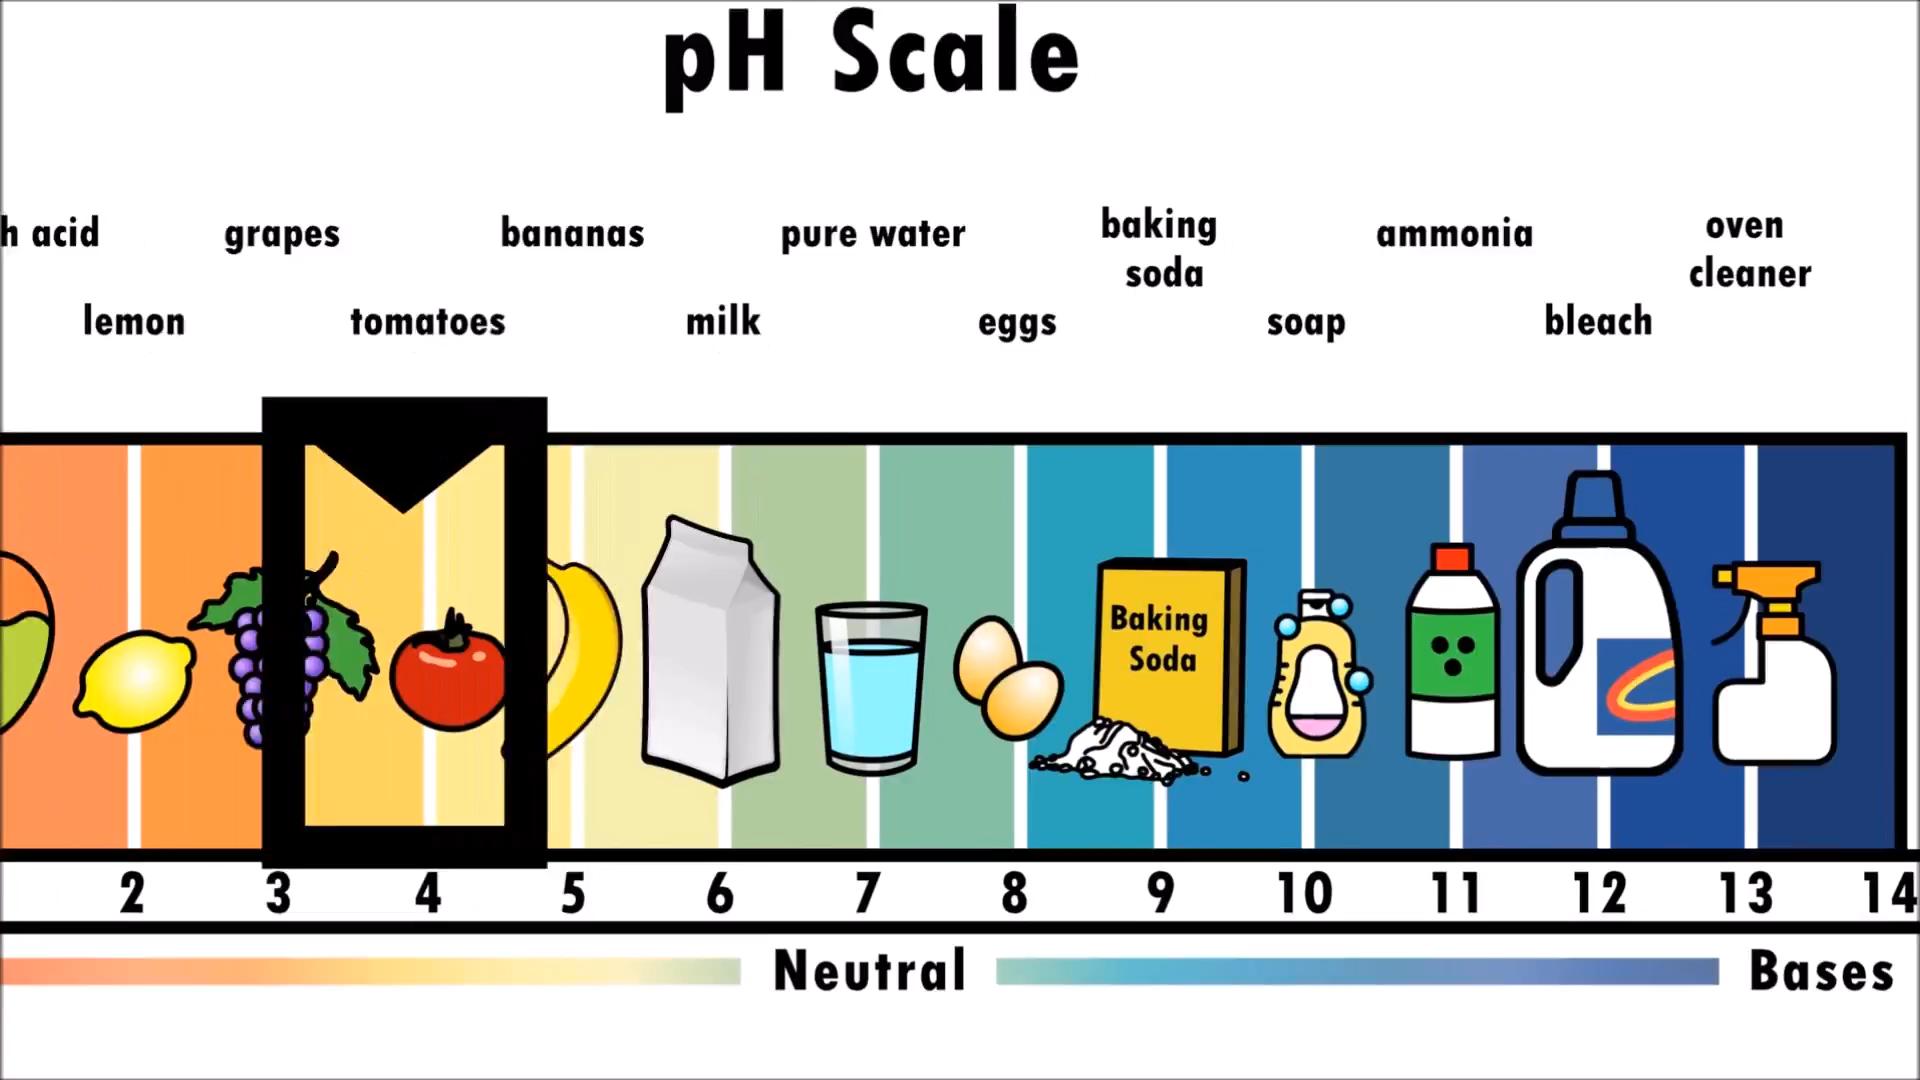 pH Scale
h acid
grapes
bananas
pure water
baking
soda
ammonia
oven
cleaner
lemon
tomatoes
milk
eggs
soap
bleach
Baking
Soda
2 3 4 5 6 7 8 9 10 11 12 13 14
Neutral Bases